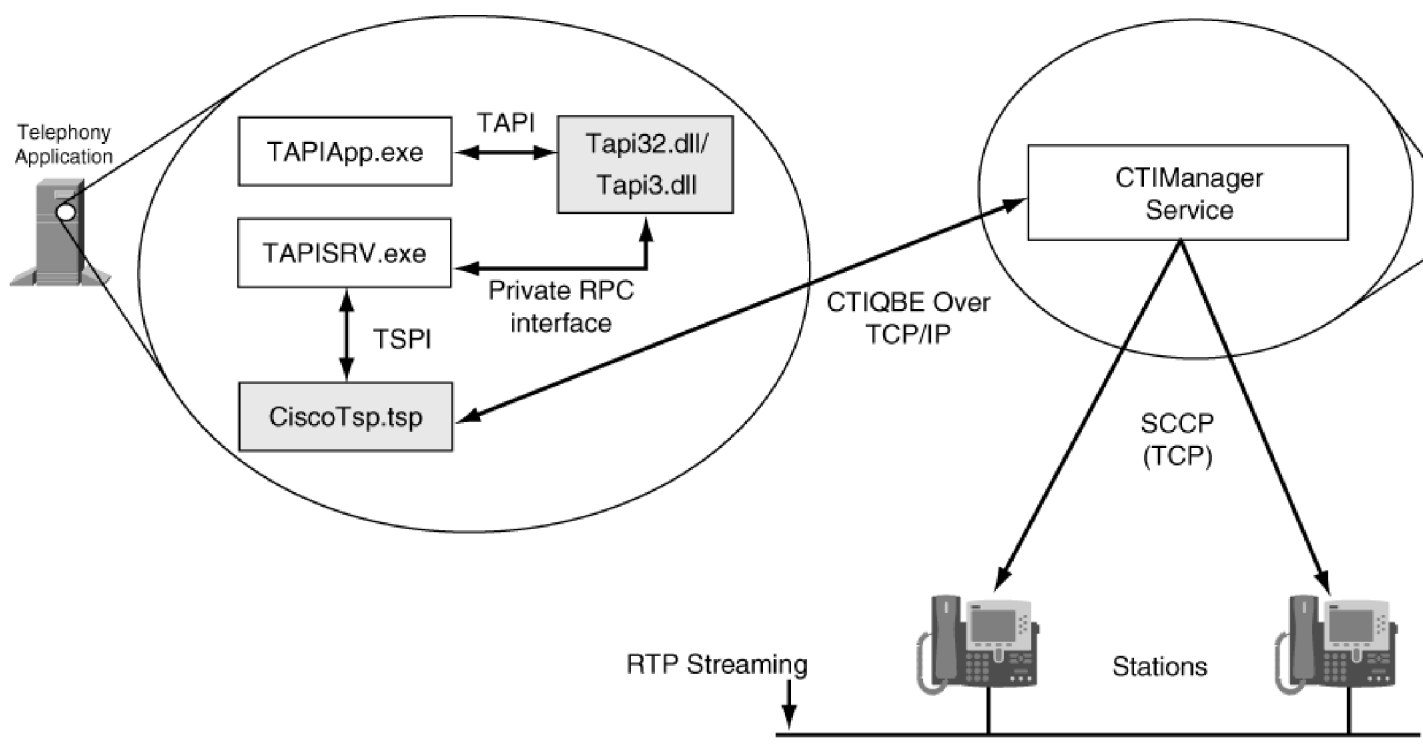 Telephony
Application
TAPIApp.exe
TAPI
Tapi32.dll/
Tapi3.dll
TAPISRV.exe
Private RPC
interface
TSPI
CiscoTsp.tsp
CTIQBE Over
TCP/IP
CTIManager
Service
SCCP
(TCP)
RTP Streaming
Stations